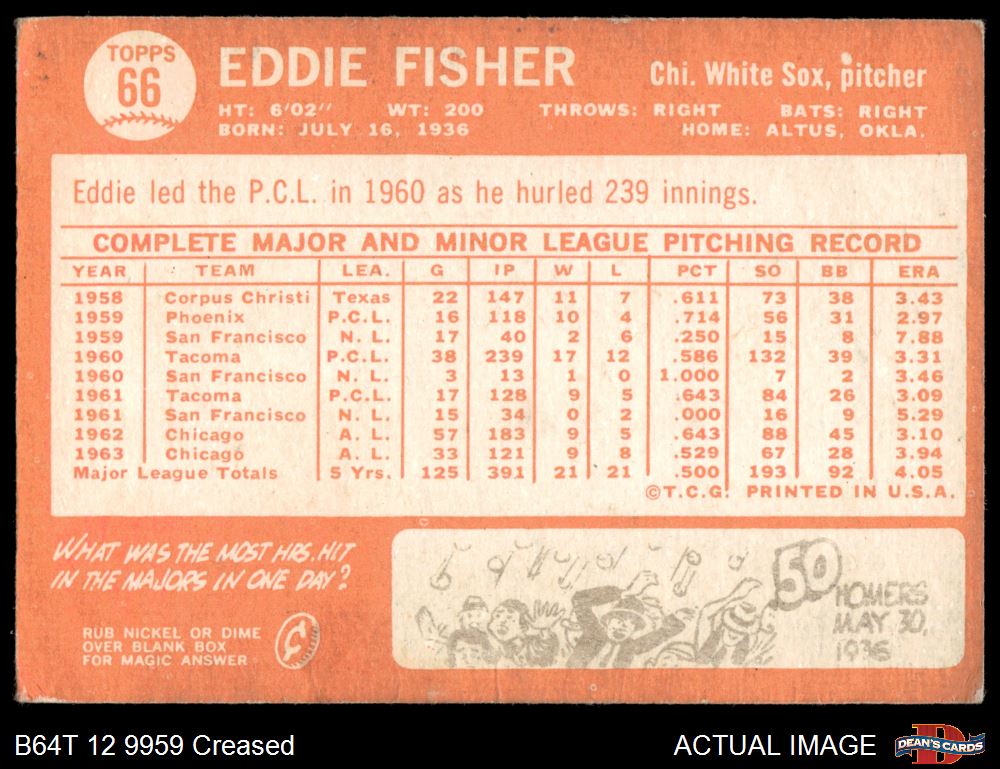 TOPPS
66
EDDIE FISHER
Chi. White Sox, pitcher
HT: 6'02" WT: 200 THROWS: RIGHT BATS: RIGHT
BORN: JULY 16, 1936 HOME: ALTUS, OKLA.
Eddie led the P.C.L. in 1960 as he hurled 239 innings.
COMPLETE MAJOR AND MINOR LEAGUE PITCHING RECORD
YEAR TEAM LEA. G IP W L PCT SO BB ERA
1958 Corpus Christi Texas 22 147 11 7 .611 73 38 3.43
1959 Phoenix P.C.L. 16 118 10 4 .714 56 31 2.97
1959 San Francisco N. L. 17 40 2 6 .250 15 8 7.88
1960 Tacoma P.C.L. 38 239 17 12 .586 132 39 3.31
1960 San Francisco N. L. 3 13 1 0 1.000 7 2 3.46
1961 Tacoma P.C.L. 17 128 9 5 .643 84 26 3.09
1961 San Francisco N. L. 15 34 0 2 .000 16 9 5.29
1962 Chicago A. L. 57 183 9 5 .643 88 45 3.10
1963 Chicago A. L. 33 121 9 8 .529 67 28 3.94
Major League Totals 5 Yrs. 125 391 21 21 .500 193 92 4.05
©T.C.G. PRINTED IN U.S.A.
WHAT WAS THE MOST HRS. HIT
IN THE MAJORS IN ONE DAY?
RUB NICKEL OR DIME
OVER BLANK BOX
FOR MAGIC ANSWER
50
HOMERS
MAY 30,
1936
B64T 12 9959 Creased
ACTUAL IMAGE
DEAN'S CARDS